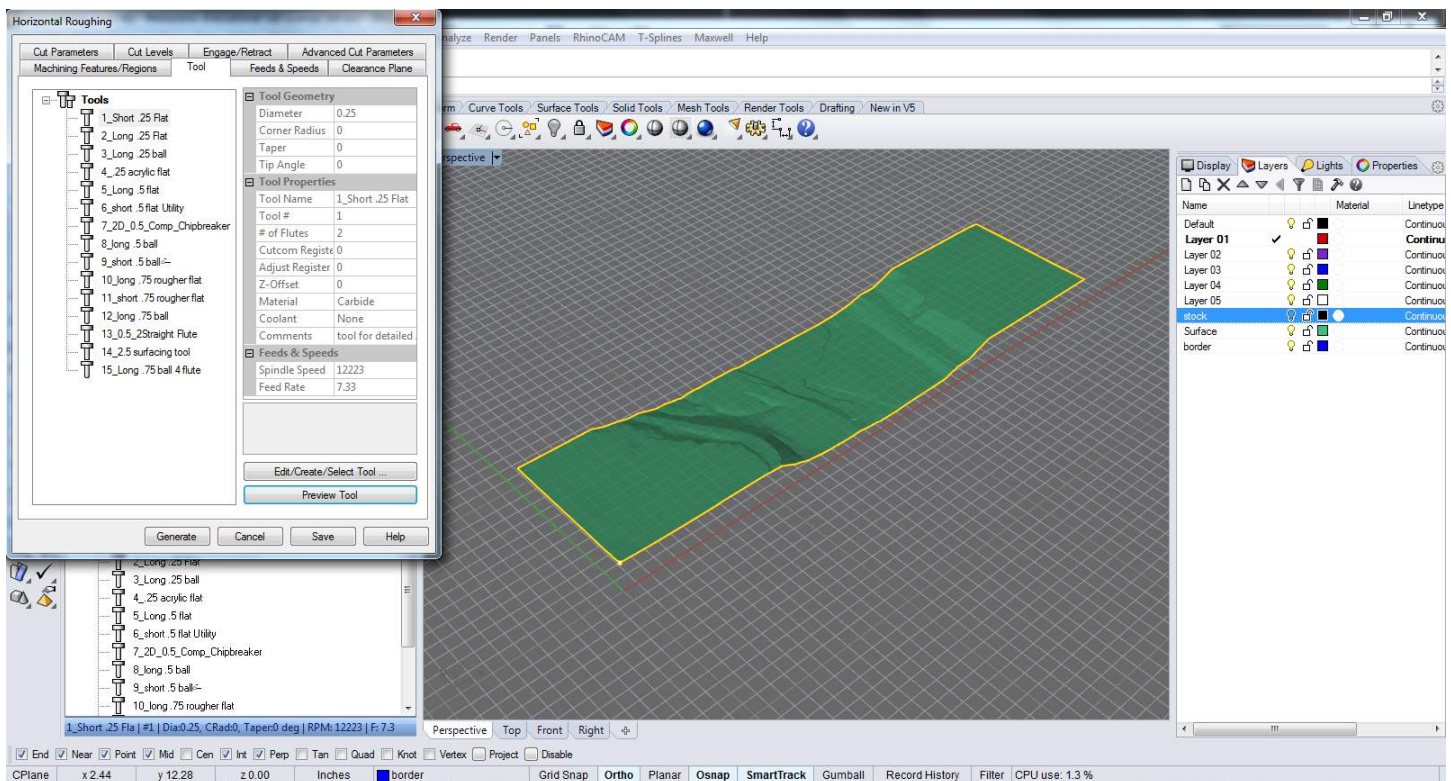 Horizontal Roughing
Cut Parameters Cut Levels Engage/Retract Advanced Cut Parameters
Machining Features/Regions Tool Feeds & Speeds Clearance Plane
Tools
1_Short .25 Flat
2_Long .25 Flat
3_Long .25 ball
4_.25 acrylic flat
5_Long .5 flat
6_short .5 flat Utility
7_2D_0.5_Comp_Chipbreaker
8_long .5 ball
9_short .5 ball
10_long .75 rougher flat
11_short .75 rougher flat
12_long .75 ball
13_0.5_2Straight Flute
14_2.5 surfacing tool
15_Long .75 ball 4 flute
Tool Geometry
Diameter 0.25
Corner Radius 0
Taper 0
Tip Angle 0
Tool Properties
Tool Name 1_Short .25 Flat
Tool # 1
# of Flutes 2
Cutcom Registe 0
Adjust Register 0
Z-Offset 0
Material Carbide
Coolant None
Comments tool for detailed
Feeds & Speeds
Spindle Speed 12223
Feed Rate 7.33
Edit/Create/Select Tool ...
Preview Tool
Generate Cancel Save Help
nalyze Render Panels RhinoCAM T-Splines Maxwell Help
rm Curve Tools Surface Tools Solid Tools Mesh Tools Render Tools Drafting New in V5
rspective
Display Layers Lights Properties
Name Material Linetype
Default Continuou
Layer 01 Continu
Layer 02 Continuou
Layer 03 Continuou
Layer 04 Continuou
Layer 05 Continuou
stock Continuou
Surface Continuou
border Continuou
2_Long .25 Flat
3_Long .25 ball
4_.25 acrylic flat
5_Long .5 flat
6_short .5 flat Utility
7_2D_0.5_Comp_Chipbreaker
8_long .5 ball
9_short .5 ball
10_long .75 rougher flat
1_Short .25 Fla | #1 | Dia:0.25, CRad:0, Taper:0 deg | RPM: 12223 | F: 7.3
Perspective Top Front Right
End Near Point Mid Cen Int Perp Tan Quad Knot Vertex Project Disable
CPlane x 2.44 y 12.28 z 0.00 Inches border Grid Snap Ortho Planar Osnap SmartTrack Gumball Record History Filter CPU use: 1.3 %